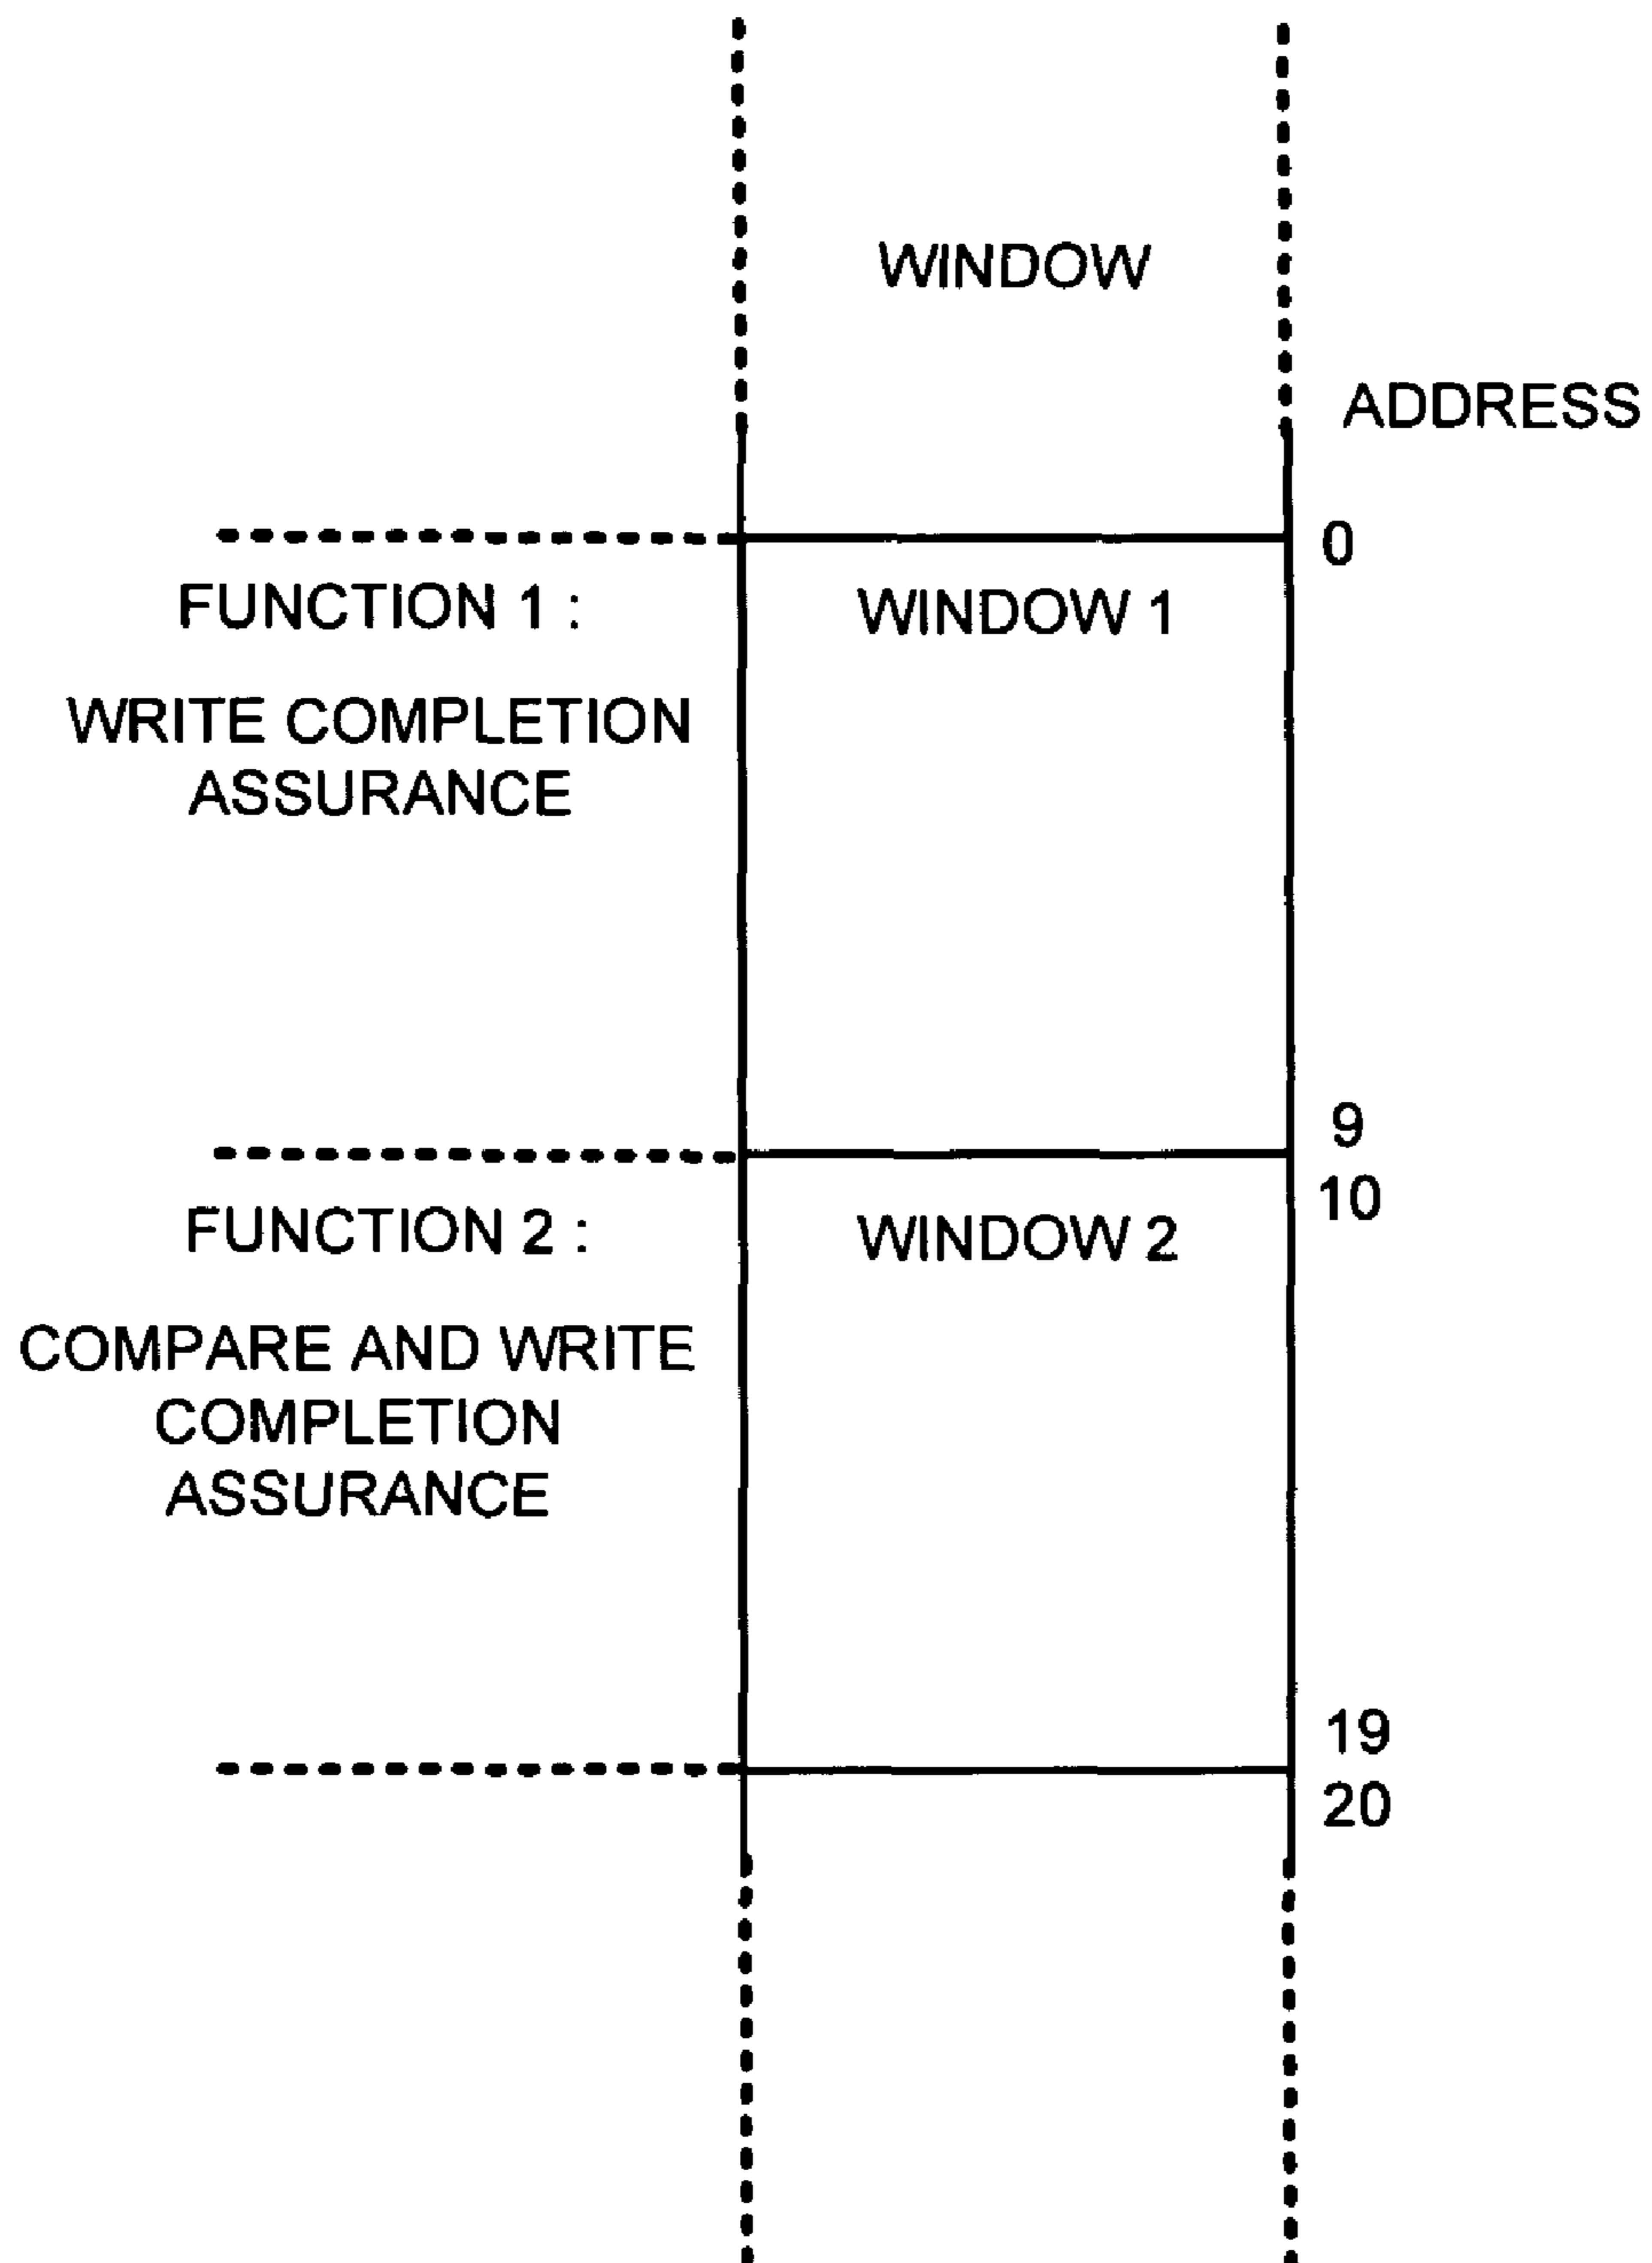 WINDOW
ADDRESS
0
FUNCTION 1 :
WINDOW 1
WRITE COMPLETION
ASSURANCE
9
10
FUNCTION 2 :
WINDOW 2
COMPARE AND WRITE
COMPLETION
ASSURANCE
19
20